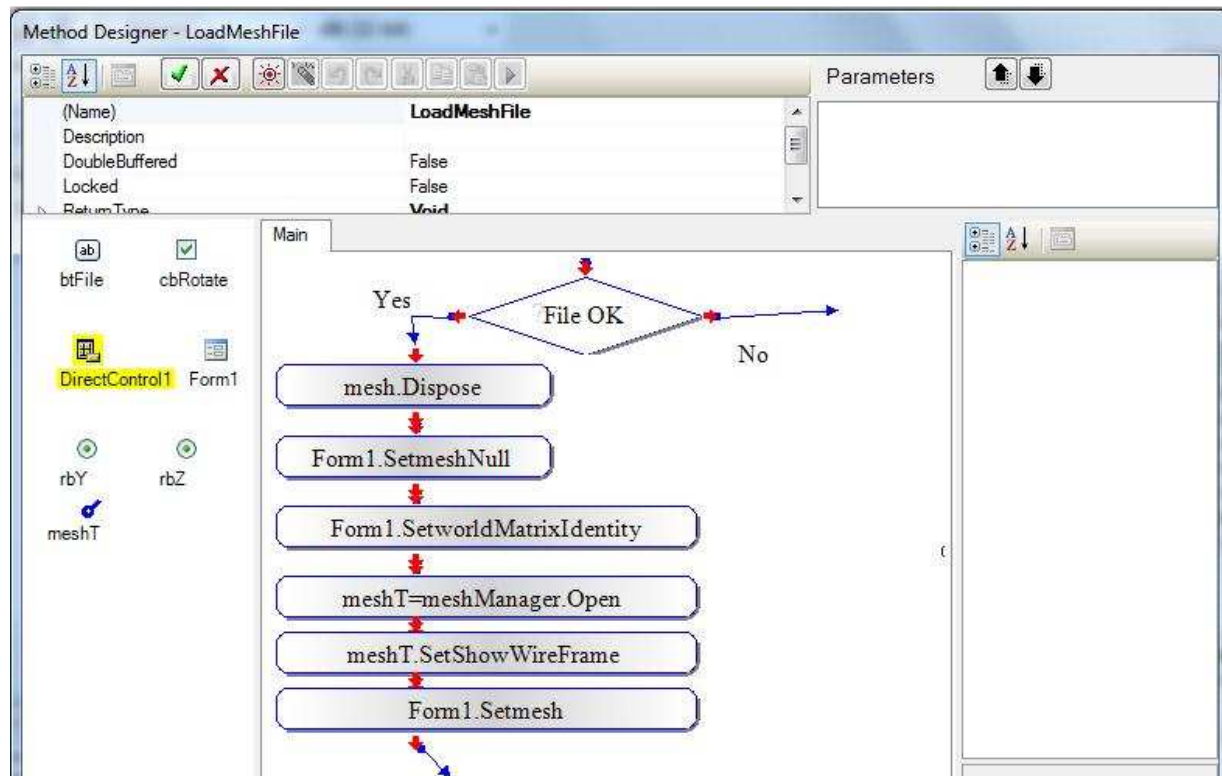 Method Designer - LoadMeshFile
Parameters
(Name) LoadMeshFile
Description
DoubleBuffered False
Locked False
ReturnType Void
Main
ab
btFile cbRotate
DirectControl1 Form1
rbY rbZ
meshT
Yes
File OK
No
mesh.Dispose
Form1.SetmeshNull
Form1.SetworldMatrixIdentity
meshT=meshManager.Open
meshT.SetShowWireFrame
Form1.Setmesh